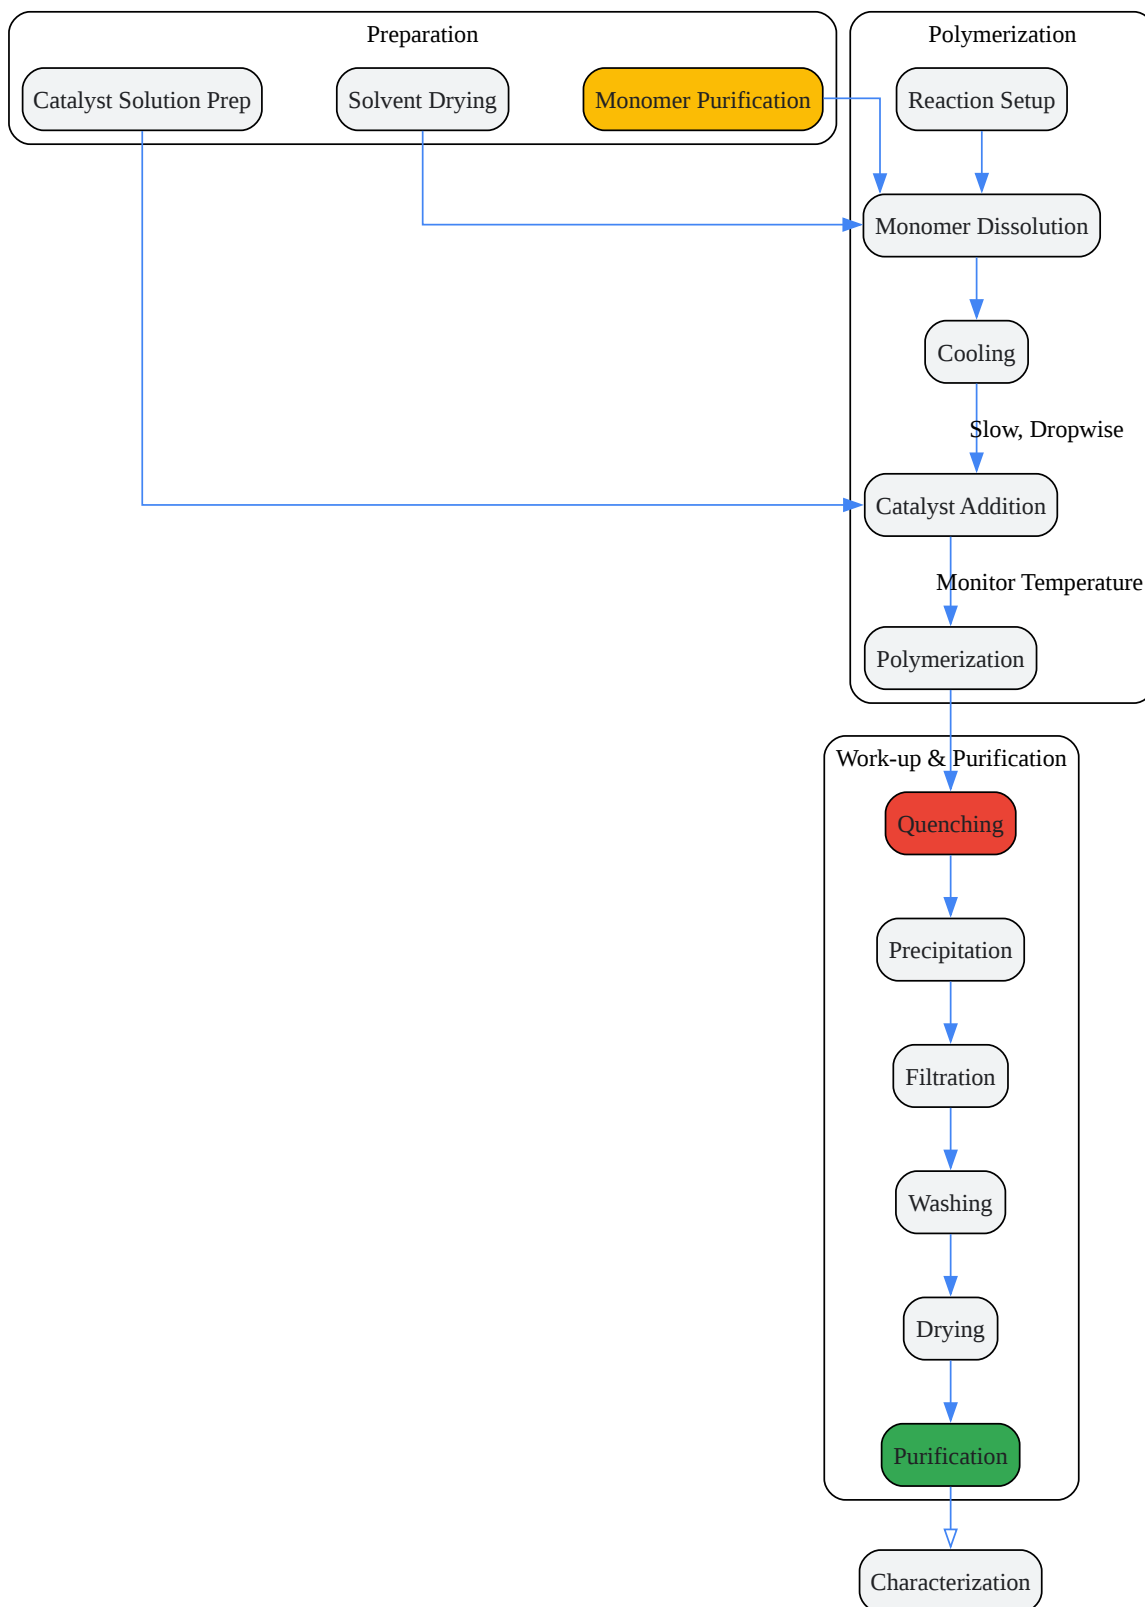 Preparation
Polymerization
Catalyst Solution Prep
Solvent Drying
Monomer Purification
Reaction Setup
Monomer Dissolution
Cooling
Slow, Dropwise
Catalyst Addition
Monitor Temperature
Polymerization
Work-up & Purification
Quenching
Precipitation
Filtration
Washing
Drying
Purification
Characterization